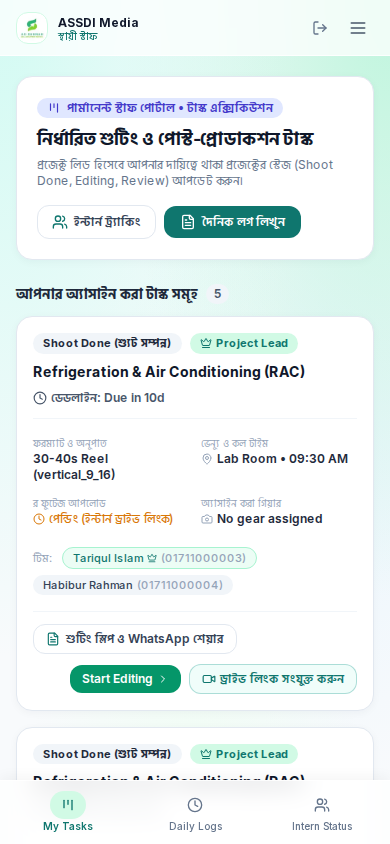 ASSDI Media
স্থায়ী স্টাফ
পার্মানেন্ট স্টাফ পোর্টাল • টাস্ক এক্সিকিউশন
নির্ধারিত শুটিং ও পোস্ট-প্রোডাকশন টাস্ক
প্রজেক্ট লিড হিসেবে আপনার দায়িত্বে থাকা প্রজেক্টের স্টেজ (Shoot
Done, Editing, Review) আপডেট করুন।
ইন্টার্ন ট্র্যাকিং
দৈনিক লগ লিখুন
আপনার অ্যাসাইন করা টাস্ক সমূহ 5
Shoot Done (শুট সম্পন্ন) Project Lead
Refrigeration & Air Conditioning (RAC)
ডেডলাইন: Due in 10d
ফরম্যাট ও অনুপাত
30-40s Reel
(vertical_9_16)
ভেন্যু ও কল টাইম
Lab Room • 09:30 AM
র ফুটেজ আপলোড
পেন্ডিং (ইন্টার্ন ড্রাইভ লিংক)
অ্যাসাইন করা গিয়ার
No gear assigned
টিম: Tariqul Islam (01711000003)
Habibur Rahman (01711000004)
শুটিং স্লিপ ও WhatsApp শেয়ার
Start Editing
ড্রাইভ লিংক সংযুক্ত করুন
Shoot Done (শুট সম্পন্ন) Project Lead
Refrigeration & Air Conditioning (RAC)
My Tasks
Daily Logs
Intern Status